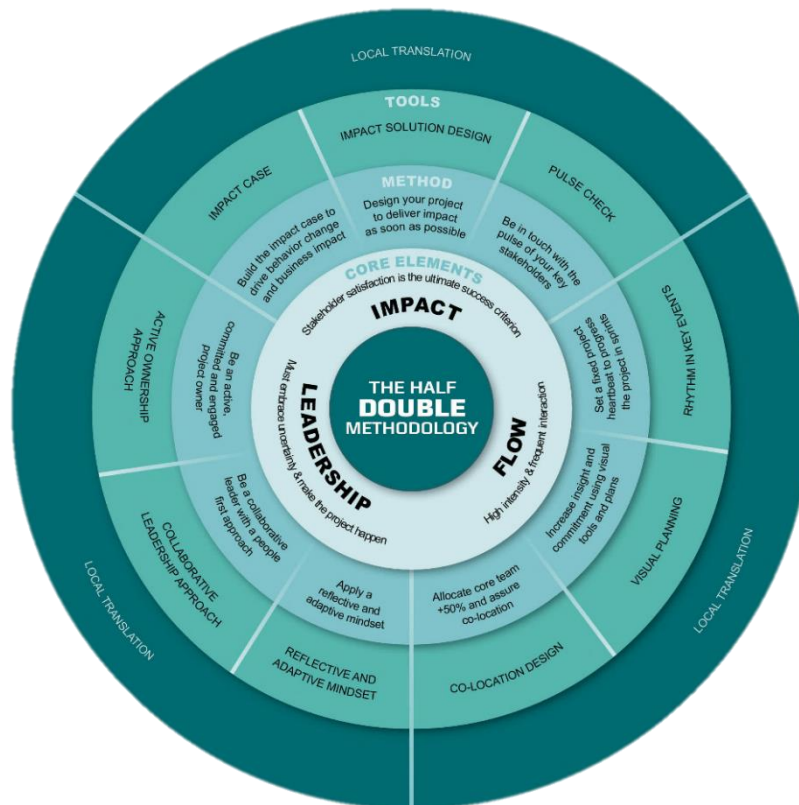 LOCAL TRANSLATION
TOOLS
IMPACT SOLUTION DESIGN
METHOD
Design your project
to deliver impact
as soon as possible
CORE ELEMENTS
Stakeholder satisfaction is the ultimate success criterion
IMPACT
THE HALF
DOUBLE
METHODOLOGY
PULSE CHECK
Be in touch with the
pulse of your key
stakeholders
RHYTHM IN KEY EVENTS
Set a fixed project
heartbeat to progress
the project in sprints
FLOW
High intensity & frequent interaction
VISUAL PLANNING
Increase insight and
commitment using visual
tools and plans
LOCAL TRANSLATION
CO-LOCATION DESIGN
Allocate core team
+50% and assure
co-location
Apply a
reflective and
adaptive mindset
REFLECTIVE AND
ADAPTIVE MINDSET
Be a collaborative
leader with a people
first approach
COLLABORATIVE
LEADERSHIP APPROACH
LOCAL TRANSLATION
LEADERSHIP
Must embrace uncertainty & make the project happen
Be an active,
committed and engaged
project owner
ACTIVE OWNERSHIP
APPROACH
IMPACT CASE
Build the impact case to
drive behavior change
and business impact